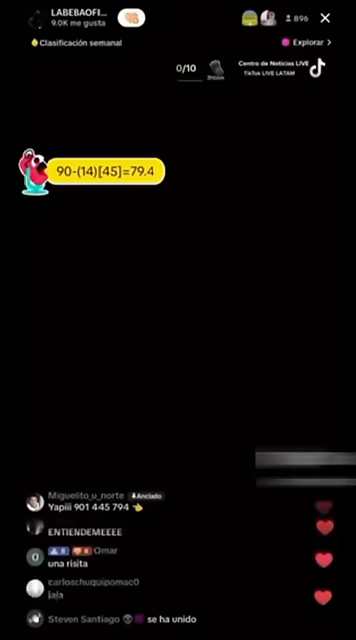 LABEBAOFI...
9.0K me gusta
896
Clasificación semanal
Explorar >
0/10
Centro de Noticias LIVE
TikTok LIVE LATAM
90-(14)[45]=79.4
Miguelito_u_norte Anclado
Yapiii 901 445 794
ENTIENDEMEEEE
Omar
una risita
carloschuquipomac0
jaja
Steven Santiago se ha unido